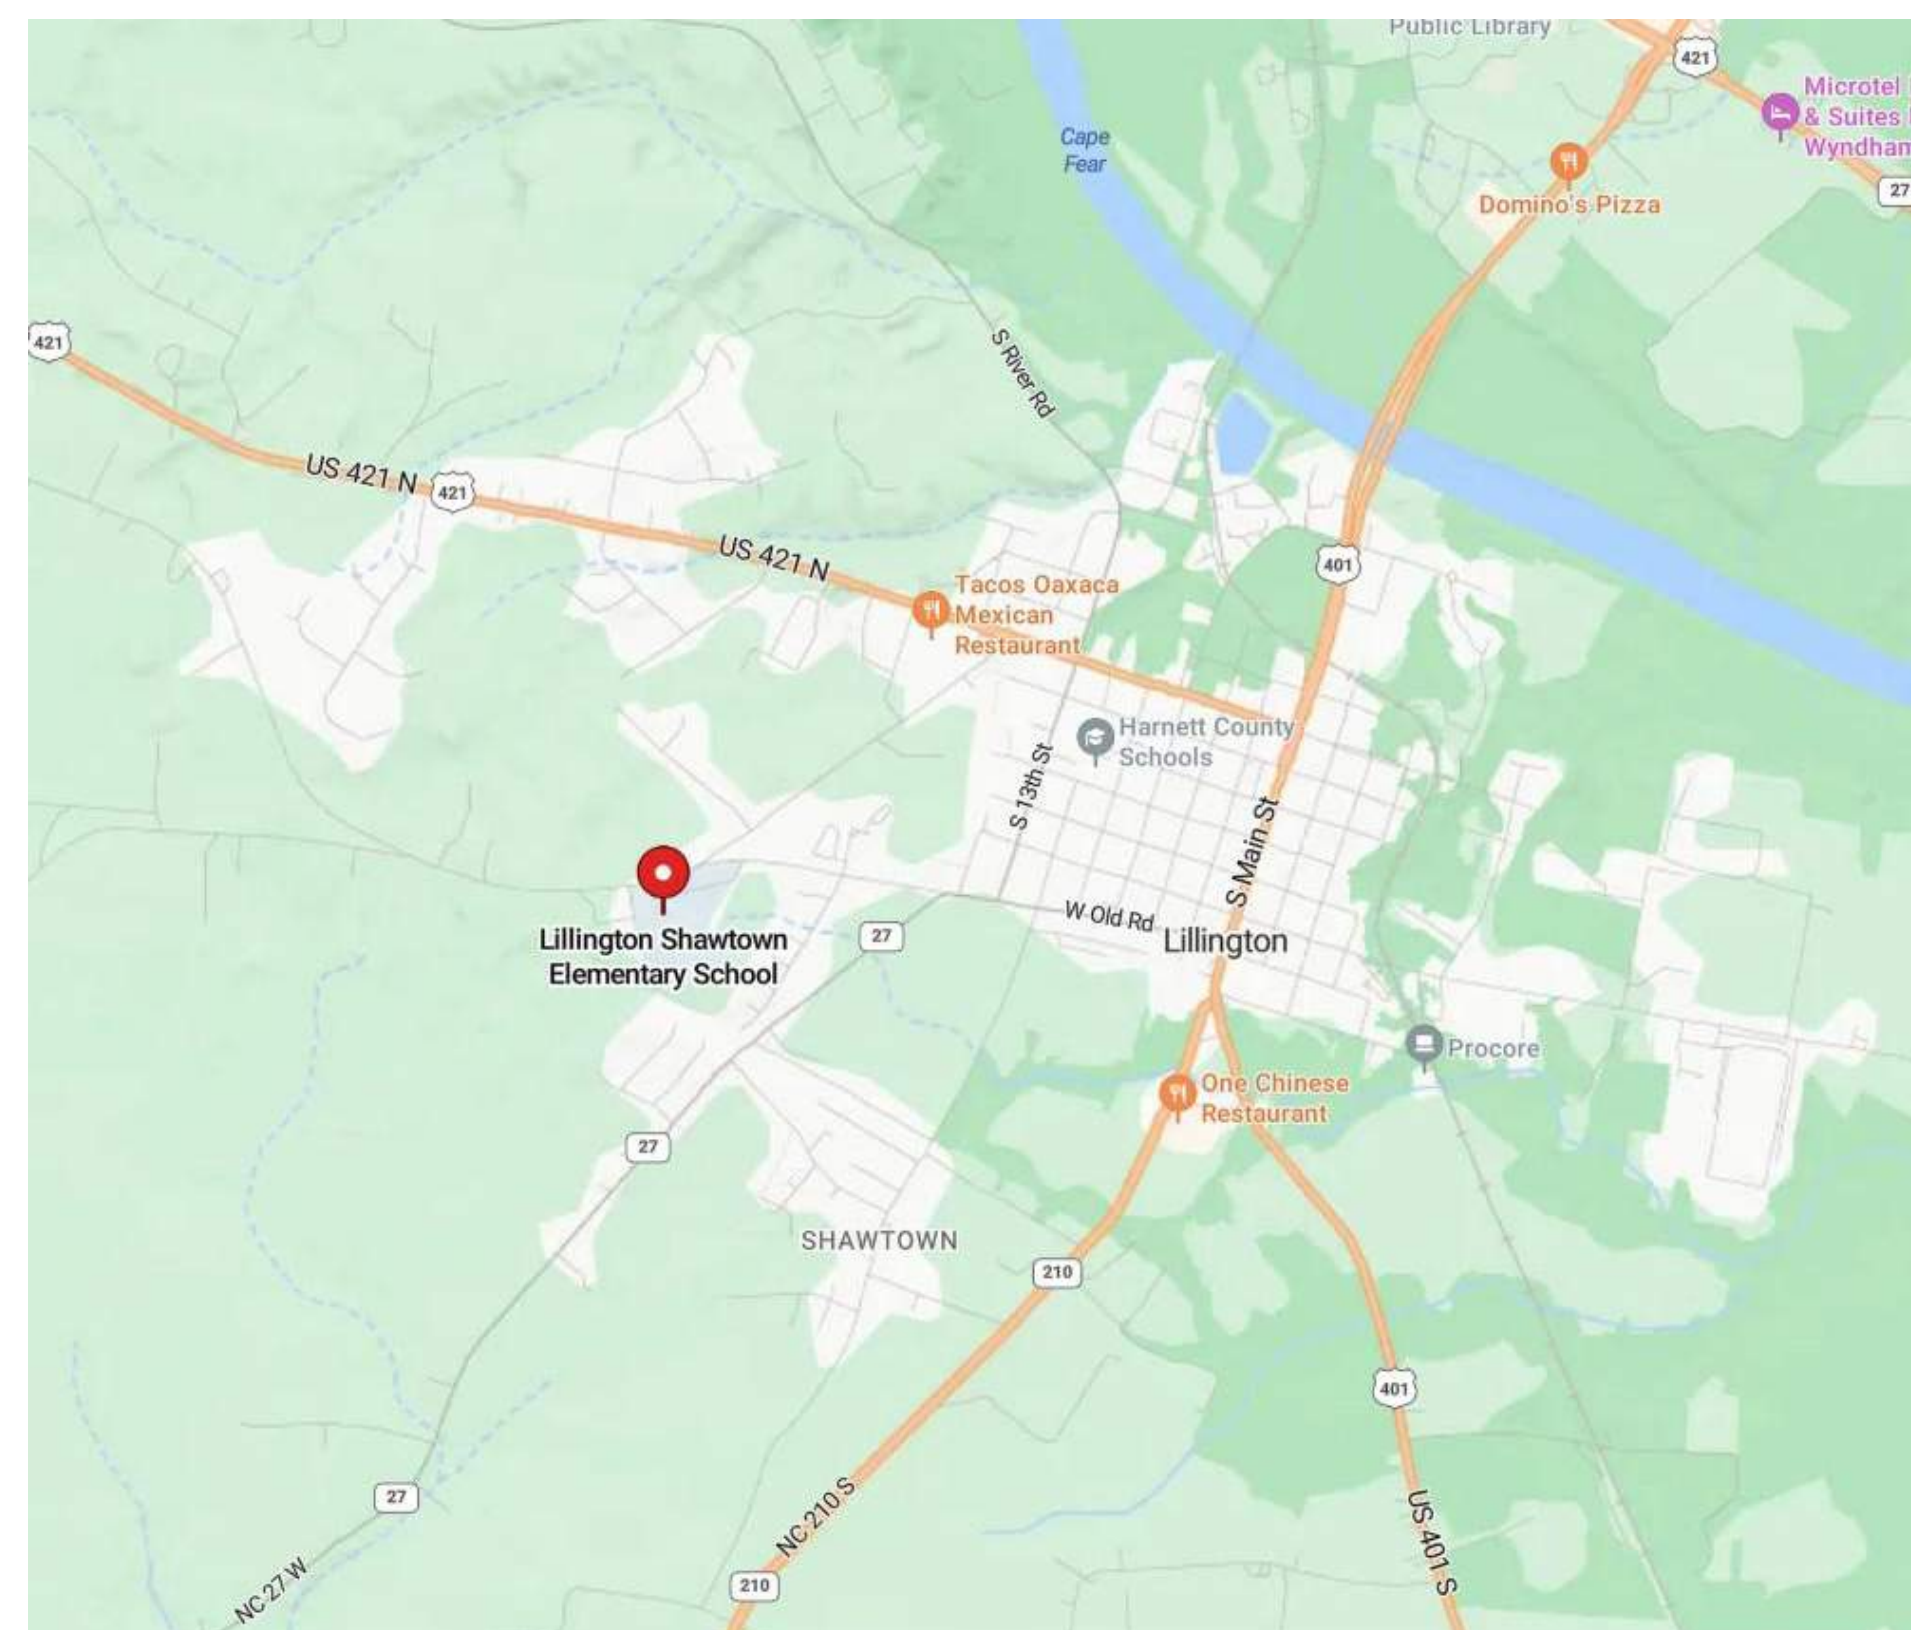 Public Library
421
Microtel
& Suites
Wyndham
27
Cape
Fear
Domino's Pizza
421
S River Rd
US 421 N
421
US 421 N
401
Tacos Oaxaca
Mexican
Restaurant
Harnett County
Schools
S 13th St
S Main St
W Old Rd
Lillington
27
Lillington Shawtown
Elementary School
Procore
One Chinese
Restaurant
27
SHAWTOWN
210
401
27
NC 210 S
US 401 S
210
NC 27 W